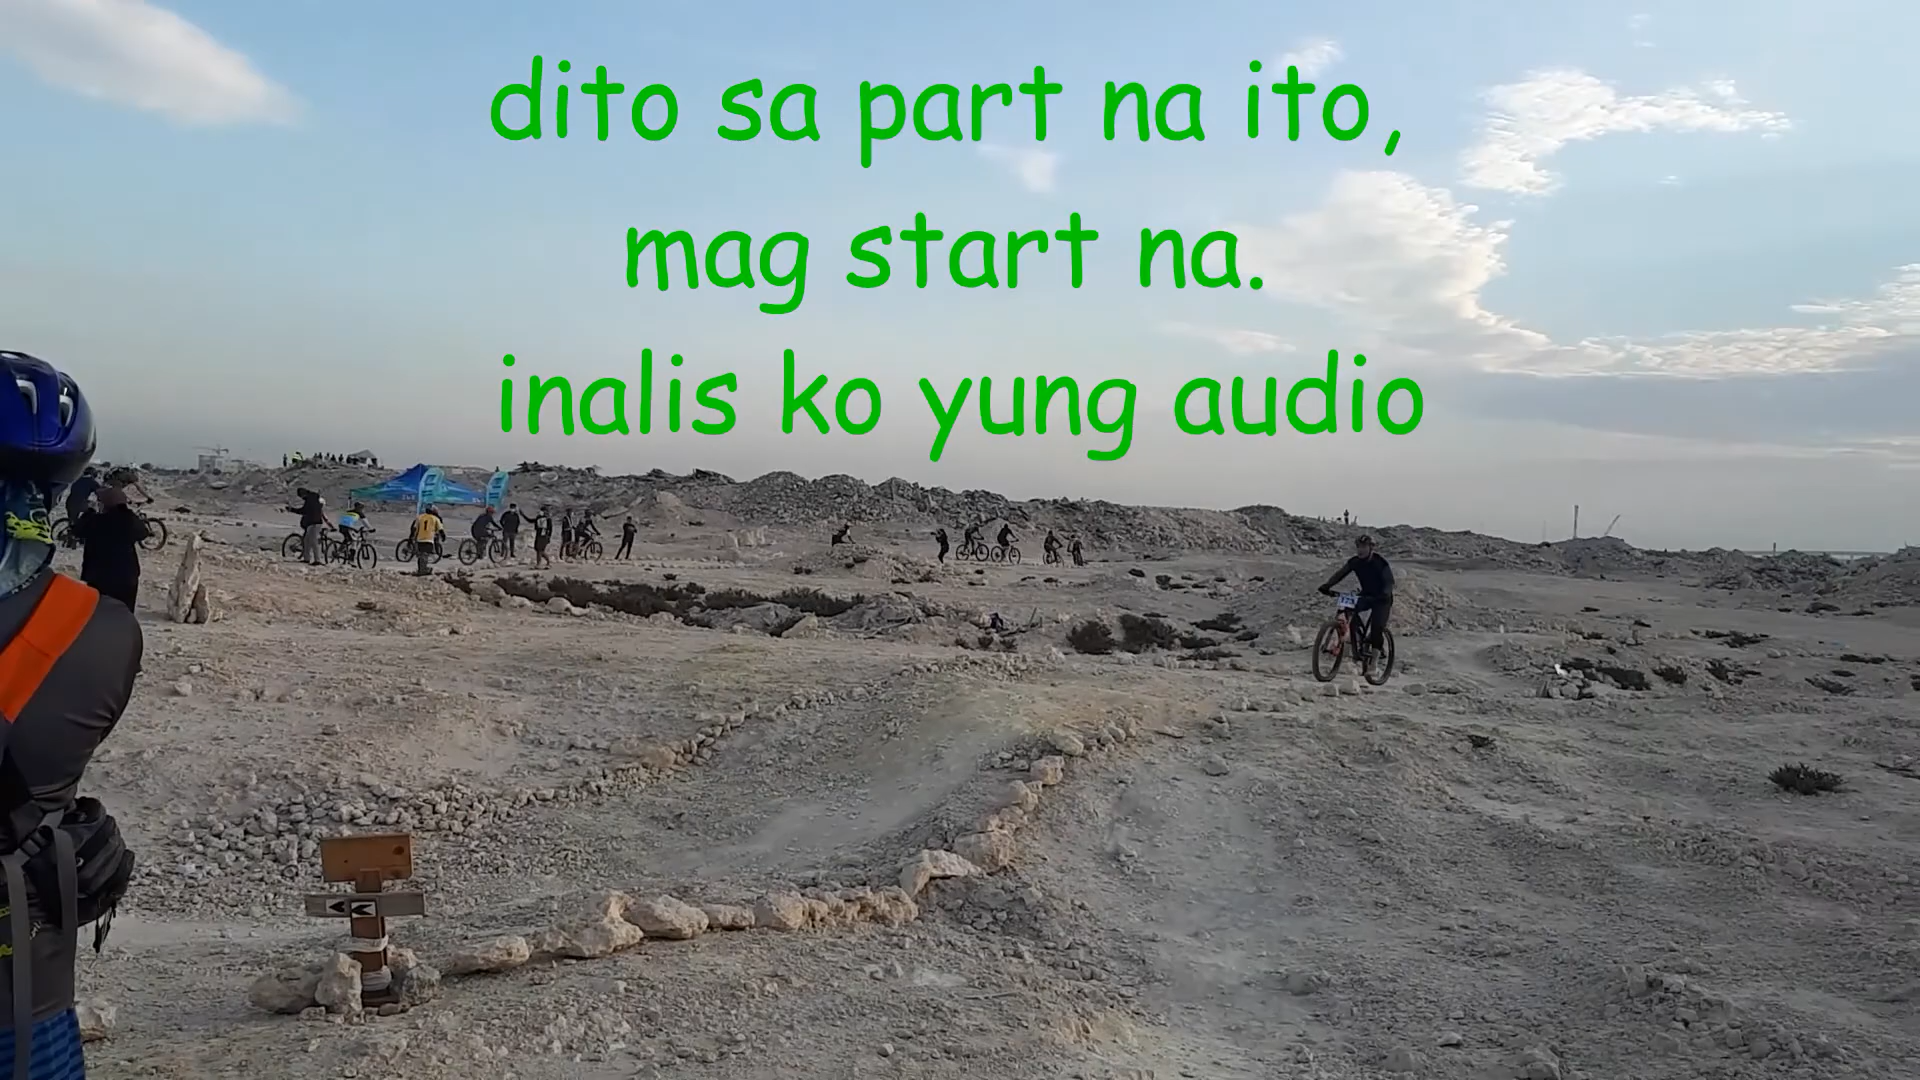 dito sa part na ito,
mag start na.
inalis ko yung audio